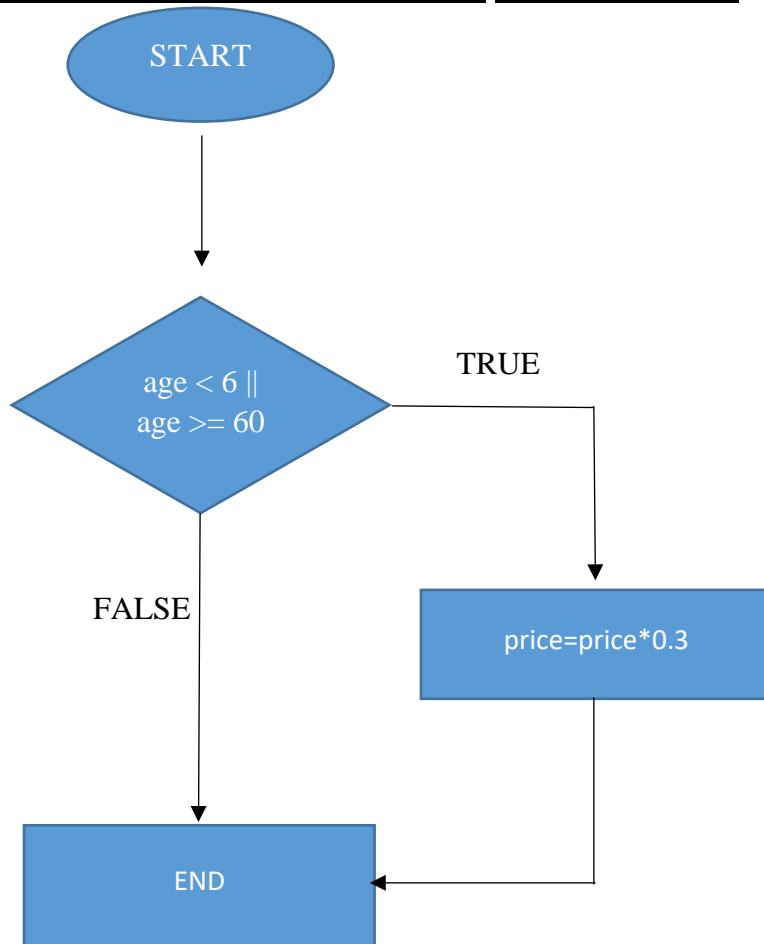 START
age < 6 ||
age >= 60
TRUE
FALSE
price=price*0.3
END